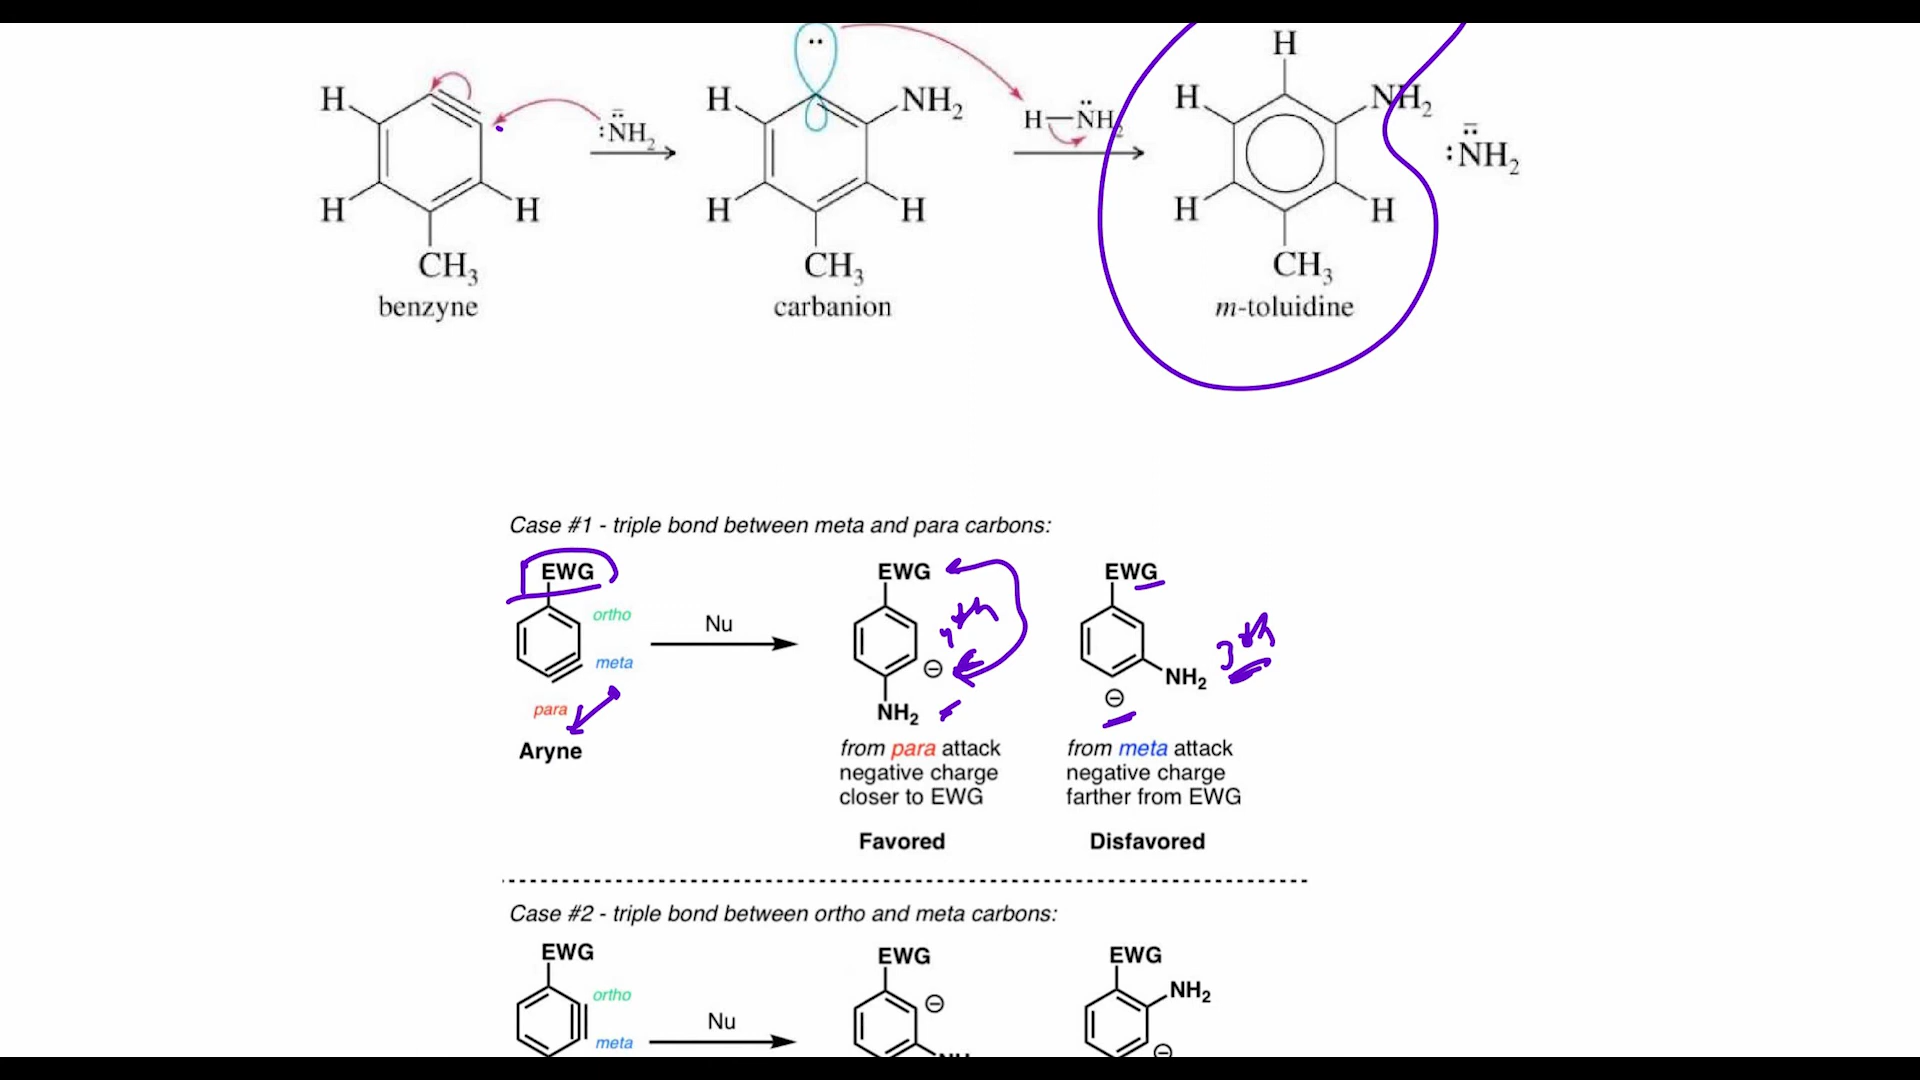 H
H NH2 H NH2
:N̈H2 H—N̈H2 :N̈H2
H H H H H H
CH3 CH3 CH3
benzyne carbanion m-toluidine
Case #1 - triple bond between meta and para carbons:
EWG EWG EWG
ortho
Nu
meta ⊖ NH2
para NH2 ⊖
Aryne
from para attack
negative charge
closer to EWG
Favored
from meta attack
negative charge
farther from EWG
Disfavored
Case #2 - triple bond between ortho and meta carbons:
EWG EWG EWG
ortho ⊖ NH2
Nu
meta ⊖